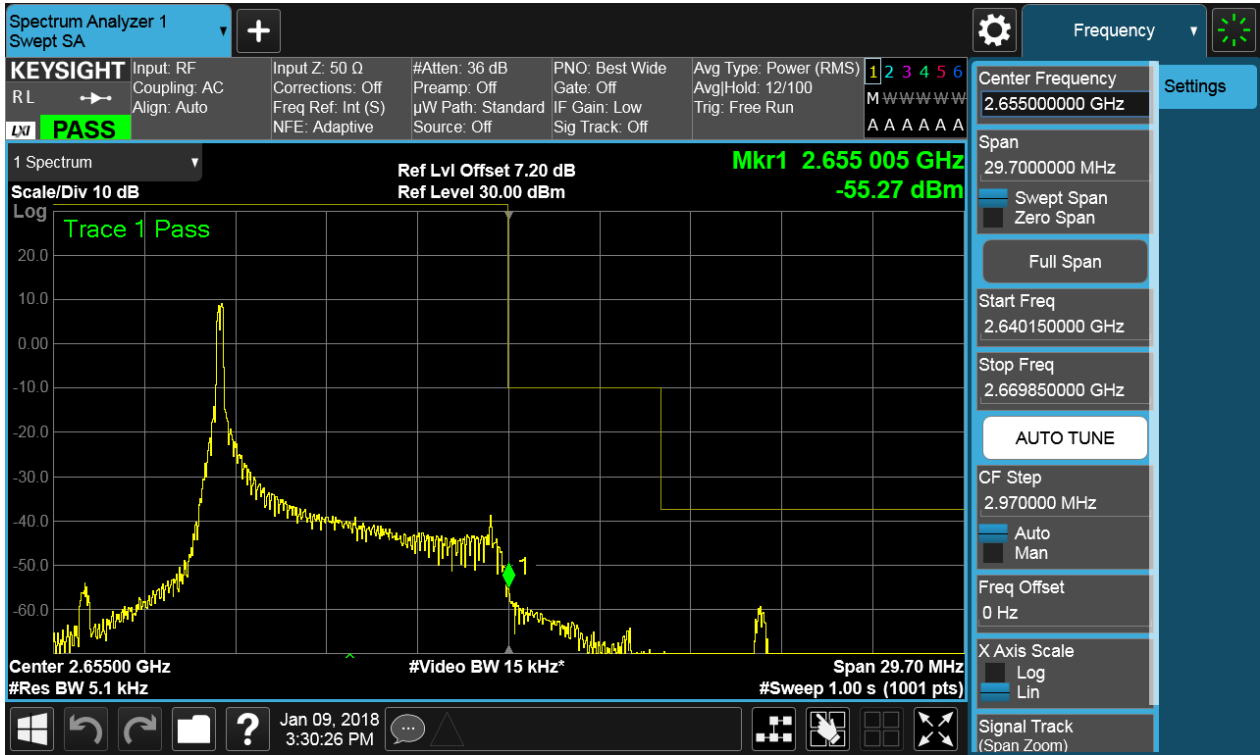 Spectrum Analyzer 1
Swept SA
Frequency
KEYSIGHT
R L
LXI PASS
Input: RF
Coupling: AC
Align: Auto
Input Z: 50 Ω
Corrections: Off
Freq Ref: Int (S)
NFE: Adaptive
#Atten: 36 dB
Preamp: Off
µW Path: Standard
Source: Off
PNO: Best Wide
Gate: Off
IF Gain: Low
Sig Track: Off
Avg Type: Power (RMS)
Avg|Hold: 12/100
Trig: Free Run
1 2 3 4 5 6
M W W W W W
A A A A A A
1 Spectrum
Scale/Div 10 dB
Ref Lvl Offset 7.20 dB
Ref Level 30.00 dBm
Mkr1 2.655 005 GHz
-55.27 dBm
Log
Trace 1 Pass
20.0
10.0
0.00
-10.0
-20.0
-30.0
-40.0
-50.0
-60.0
1
Center 2.65500 GHz
#Video BW 15 kHz*
Span 29.70 MHz
#Res BW 5.1 kHz
#Sweep 1.00 s (1001 pts)
Center Frequency
2.655000000 GHz
Span
29.7000000 MHz
Swept Span
Zero Span
Full Span
Start Freq
2.640150000 GHz
Stop Freq
2.669850000 GHz
AUTO TUNE
CF Step
2.970000 MHz
Auto
Man
Freq Offset
0 Hz
X Axis Scale
Log
Lin
Signal Track
(Span Zoom)
Settings
?
Jan 09, 2018
3:30:26 PM